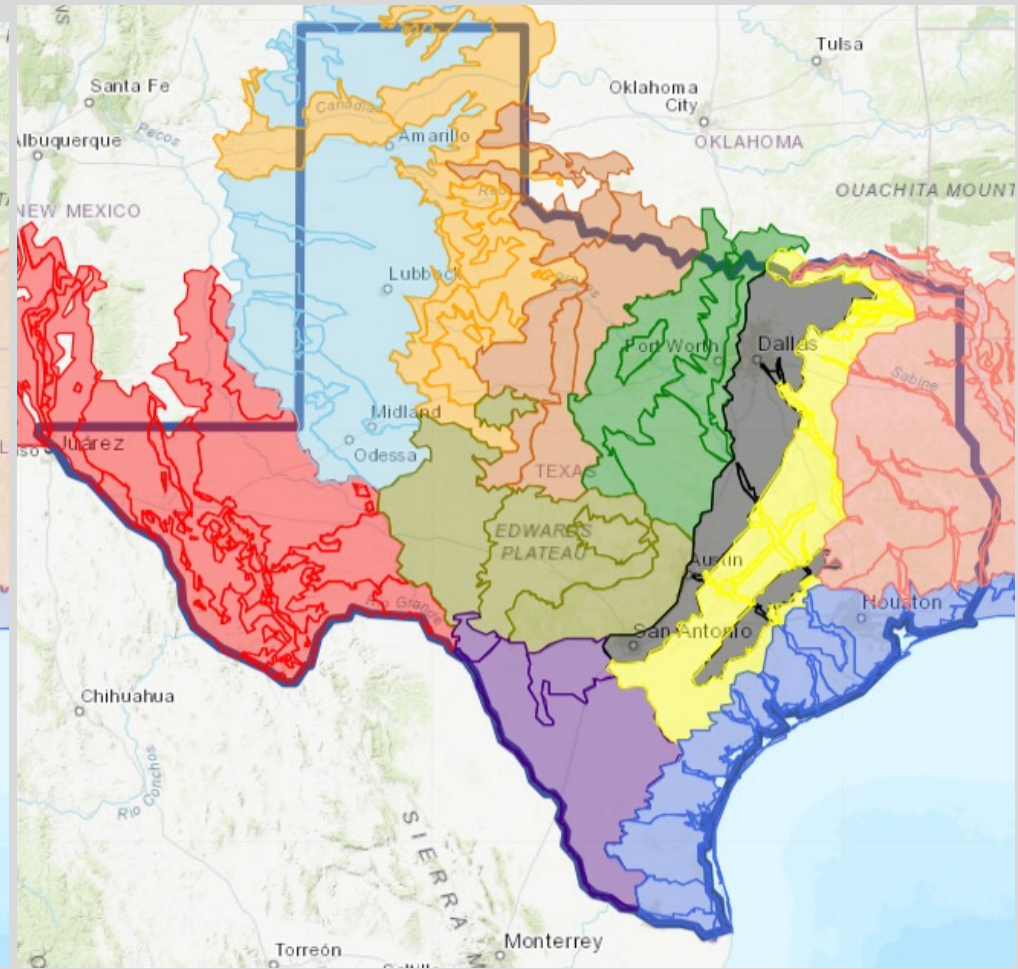 Tulsa
Santa Fe
Oklahoma
City
Canadian
Pecos
Amarillo
Albuquerque
OKLAHOMA
OUACHITA MOUNT
NEW MEXICO
Lubbock
Fort Worth
Dallas
Sabine
Midland
Juárez
Odessa
TEXAS
EDWARDS
PLATEAU
Austin
Rio Grande
Houston
San Antonio
Chihuahua
Rio Conchos
SIERRA
M
Monterrey
Torreón